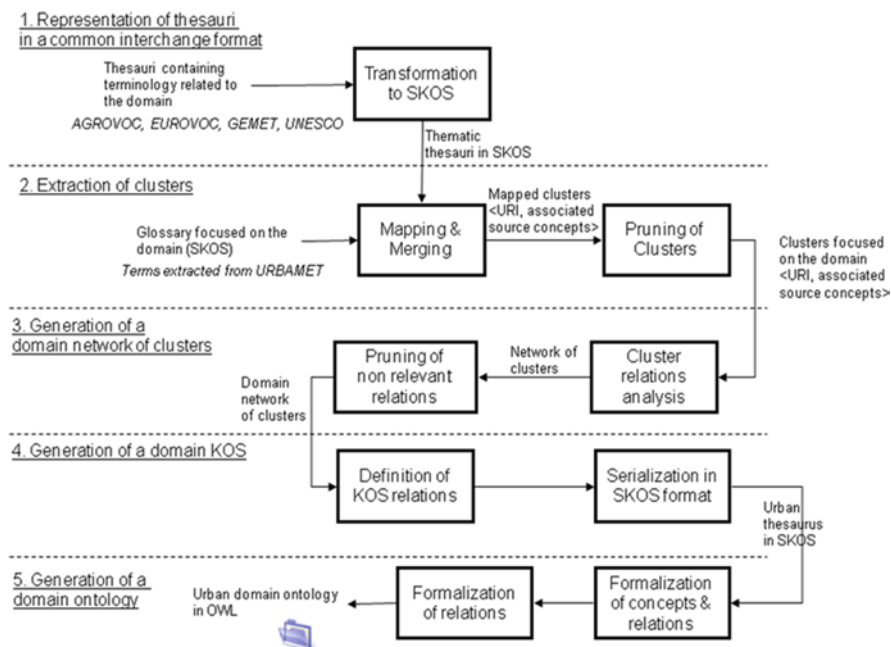 1. Representation of thesauri
in a common interchange format
Thesauri containing
terminology related to
the domain
AGROVOC, EUROVOC, GEMET, UNESCO
Transformation
to SKOS
Thematic
thesauri in SKOS
2. Extraction of clusters
Glossary focused on the
domain (SKOS)
Terms extracted from URBAMET
Mapping &
Merging
Mapped clusters
<URI, associated
source concepts>
Pruning of
Clusters
Clusters focused
on the domain
<URI, associated
source concepts>
3. Generation of a
domain network of clusters
Domain
network
of clusters
Pruning of
non relevant
relations
Network of
clusters
Cluster
relations
analysis
4. Generation of a domain KOS
Definition of
KOS relations
Serialization in
SKOS format
Urban
thesaurus
in SKOS
5. Generation of a
domain ontology
Urban domain ontology
in OWL
Formalization
of relations
Formalization
of concepts &
relations